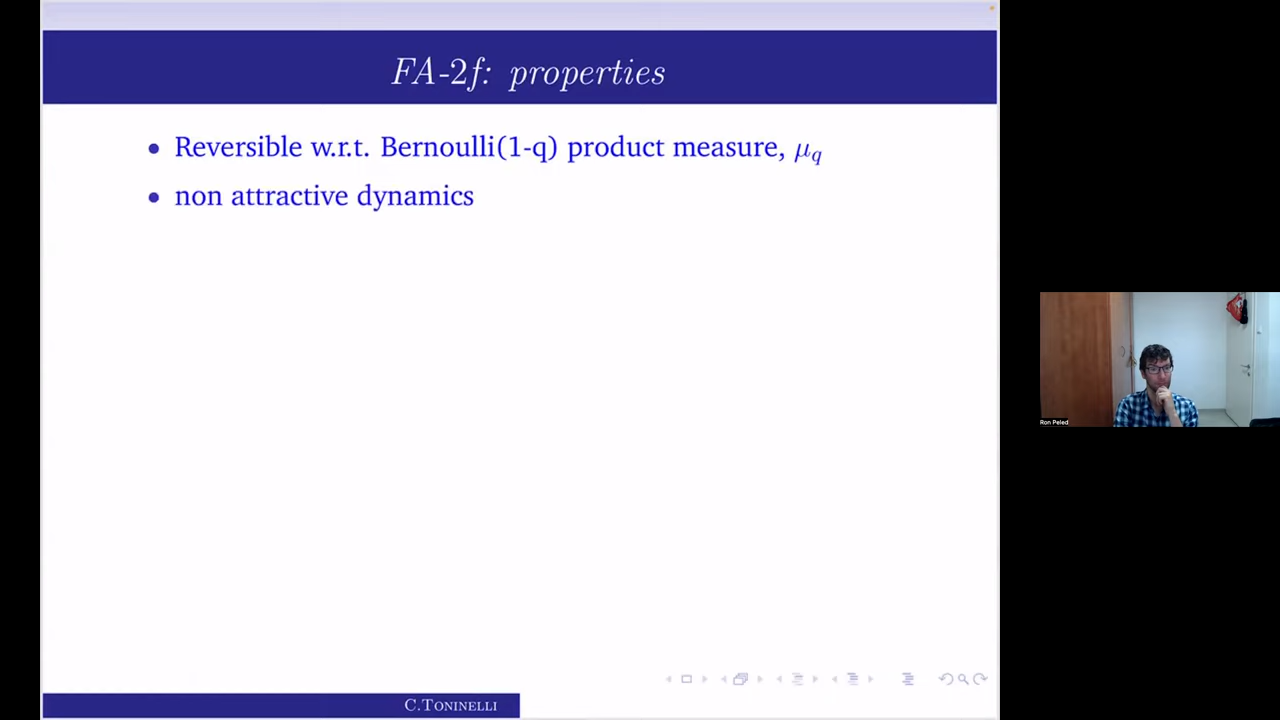 FA-2f: properties
• Reversible w.r.t. Bernoulli(1-q) product measure, μq
• non attractive dynamics
Ron Peled
C.Toninelli